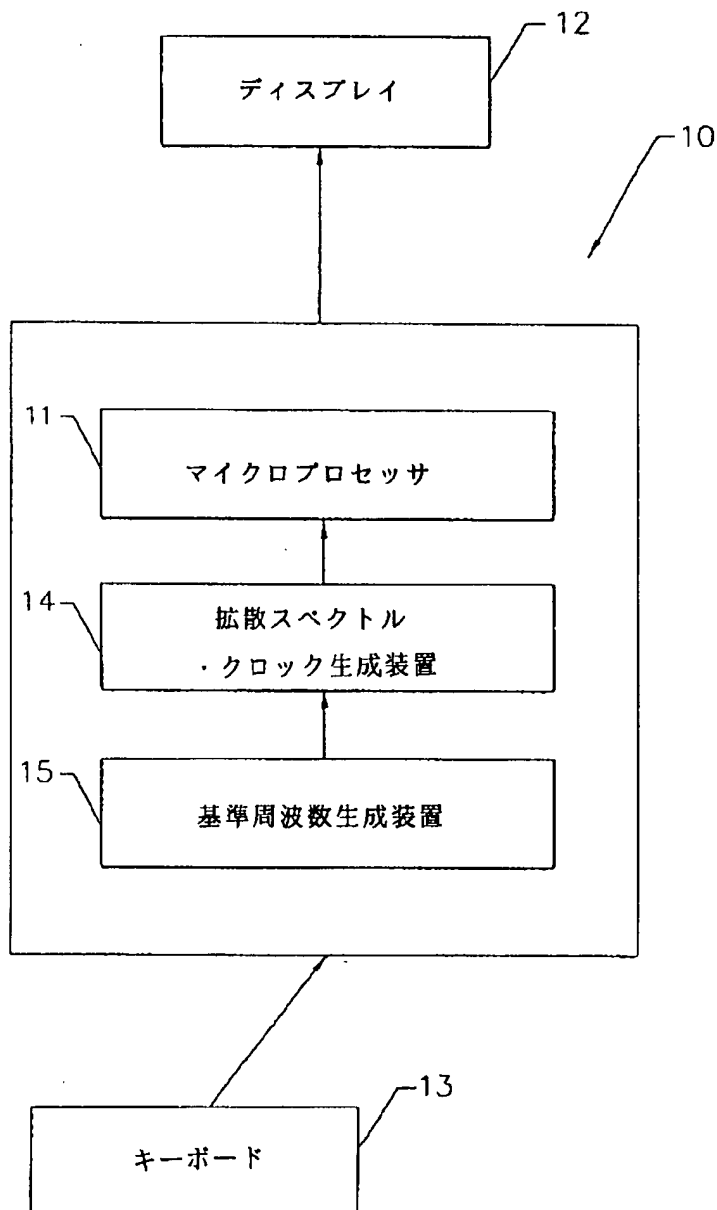 12
ディスプレイ
10
11
マイクロプロセッサ
14
拡散スペクトル
・クロック生成装置
15
基準周波数生成装置
13
キーボード